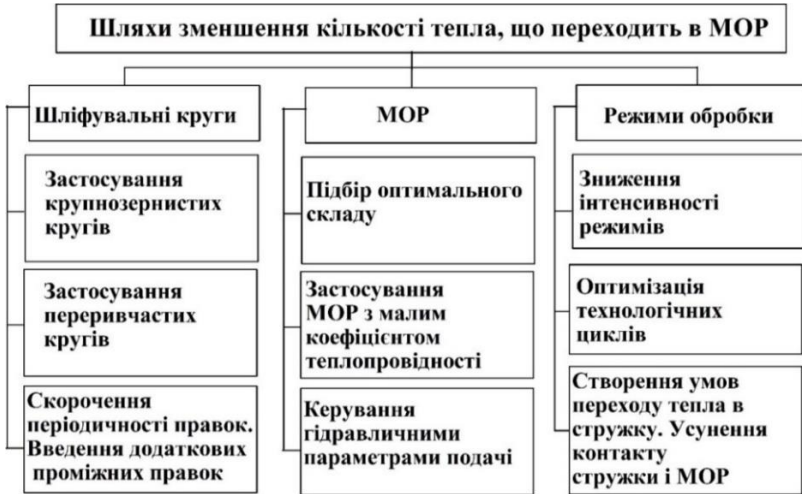 Шляхи зменшення кількості тепла, що переходить в МОР
Шліфувальні круги
Застосування
крупнозернистих
кругів
Застосування
переривчастих
кругів
Скорочення
періодичності правок.
Введення додаткових
проміжних правок
МОР
Підбір оптимального
складу
Застосування
МОР з малим
коефіцієнтом
теплопровідності
Керування
гідравличними
параметрами подачі
Режими обробки
Зниження
інтенсивності
режимів
Оптимізація
технологічних
циклів
Створення умов
переходу тепла в
стружку. Усунення
контакту
стружки і МОР